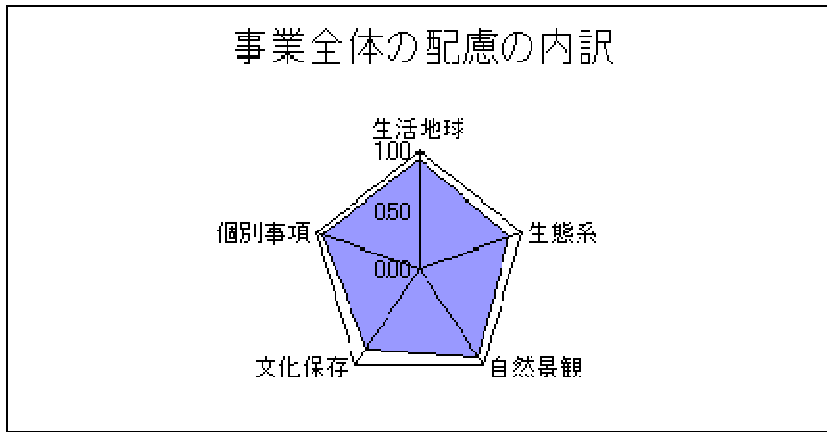 事業全体の配慮の内訳
生活地球
1.00
0.50
個別事項
生態系
0.00
文化保存
自然景観